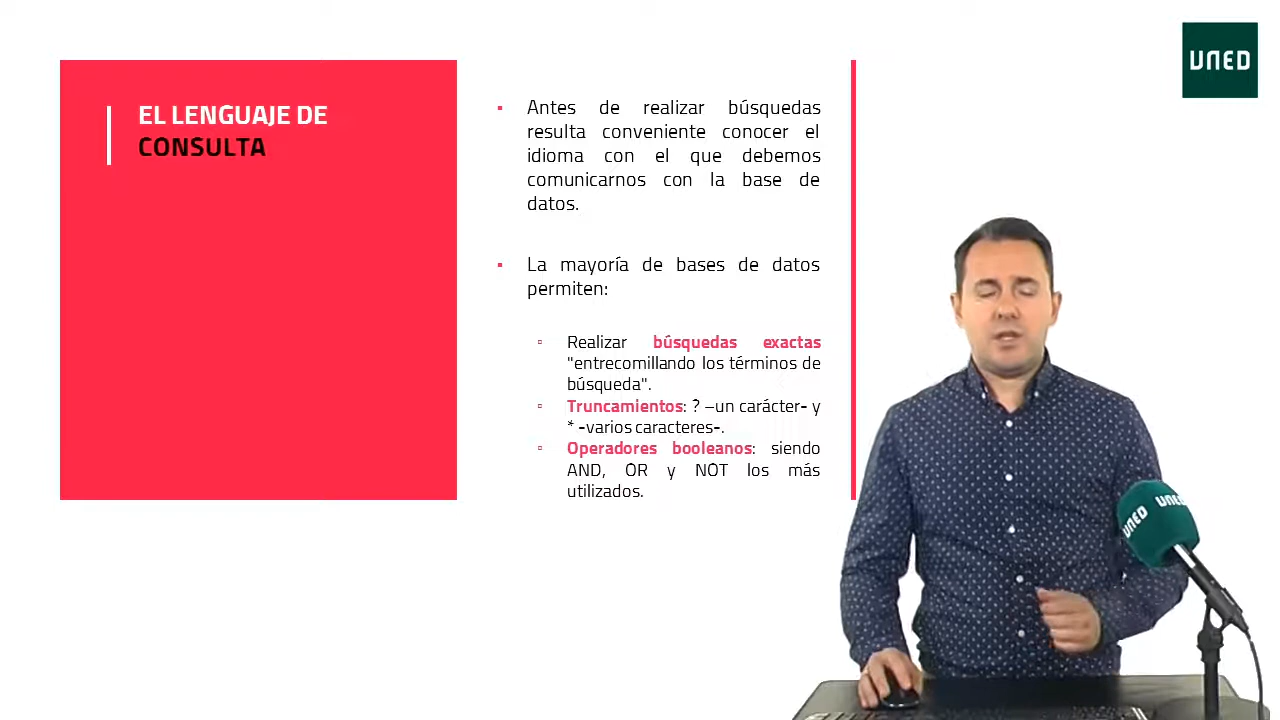 UNED
EL LENGUAJE DE
CONSULTA
▪ Antes de realizar búsquedas
resulta conveniente conocer el
idioma con el que debemos
comunicarnos con la base de
datos.
▪ La mayoría de bases de datos
permiten:
▫ Realizar búsquedas exactas
"entrecomillando los términos de
búsqueda".
▫ Truncamientos: ? –un carácter- y
* -varios caracteres-.
▫ Operadores booleanos: siendo
AND, OR y NOT los más
utilizados.
UNED
UNED